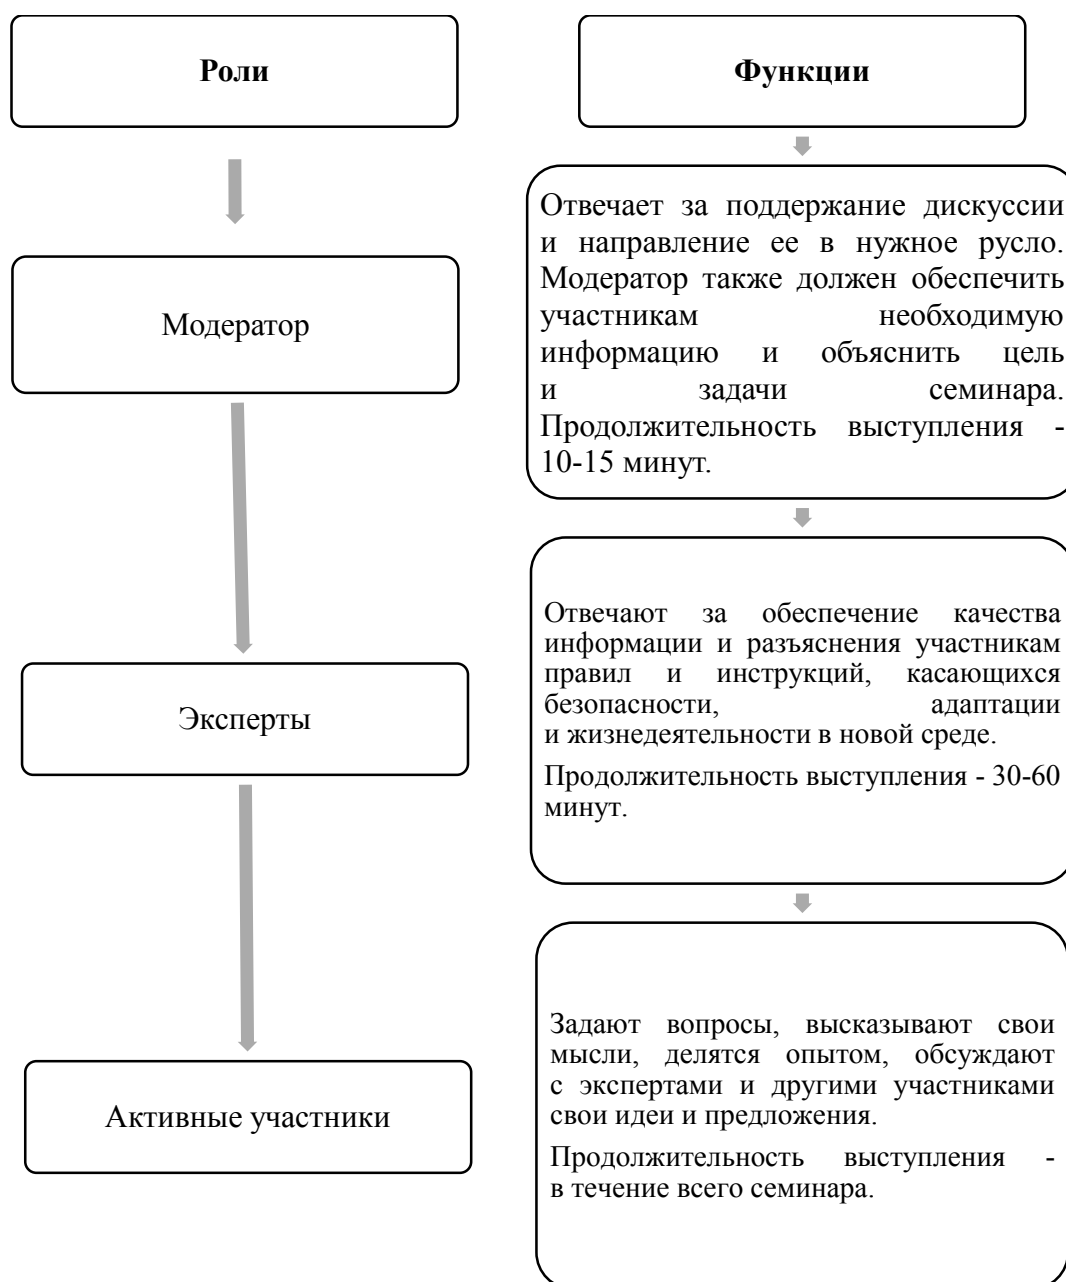 Роли
Функции
Модератор
Отвечает за поддержание дискуссии
и направление ее в нужное русло.
Модератор также должен обеспечить
участникам необходимую
информацию и объяснить цель
и задачи семинара.
Продолжительность выступления -
10-15 минут.
Эксперты
Отвечают за обеспечение качества
информации и разъяснения участникам
правил и инструкций, касающихся
безопасности, адаптации
и жизнедеятельности в новой среде.
Продолжительность выступления - 30-60
минут.
Активные участники
Задают вопросы, высказывают свои
мысли, делятся опытом, обсуждают
с экспертами и другими участниками
свои идеи и предложения.
Продолжительность выступления -
в течение всего семинара.